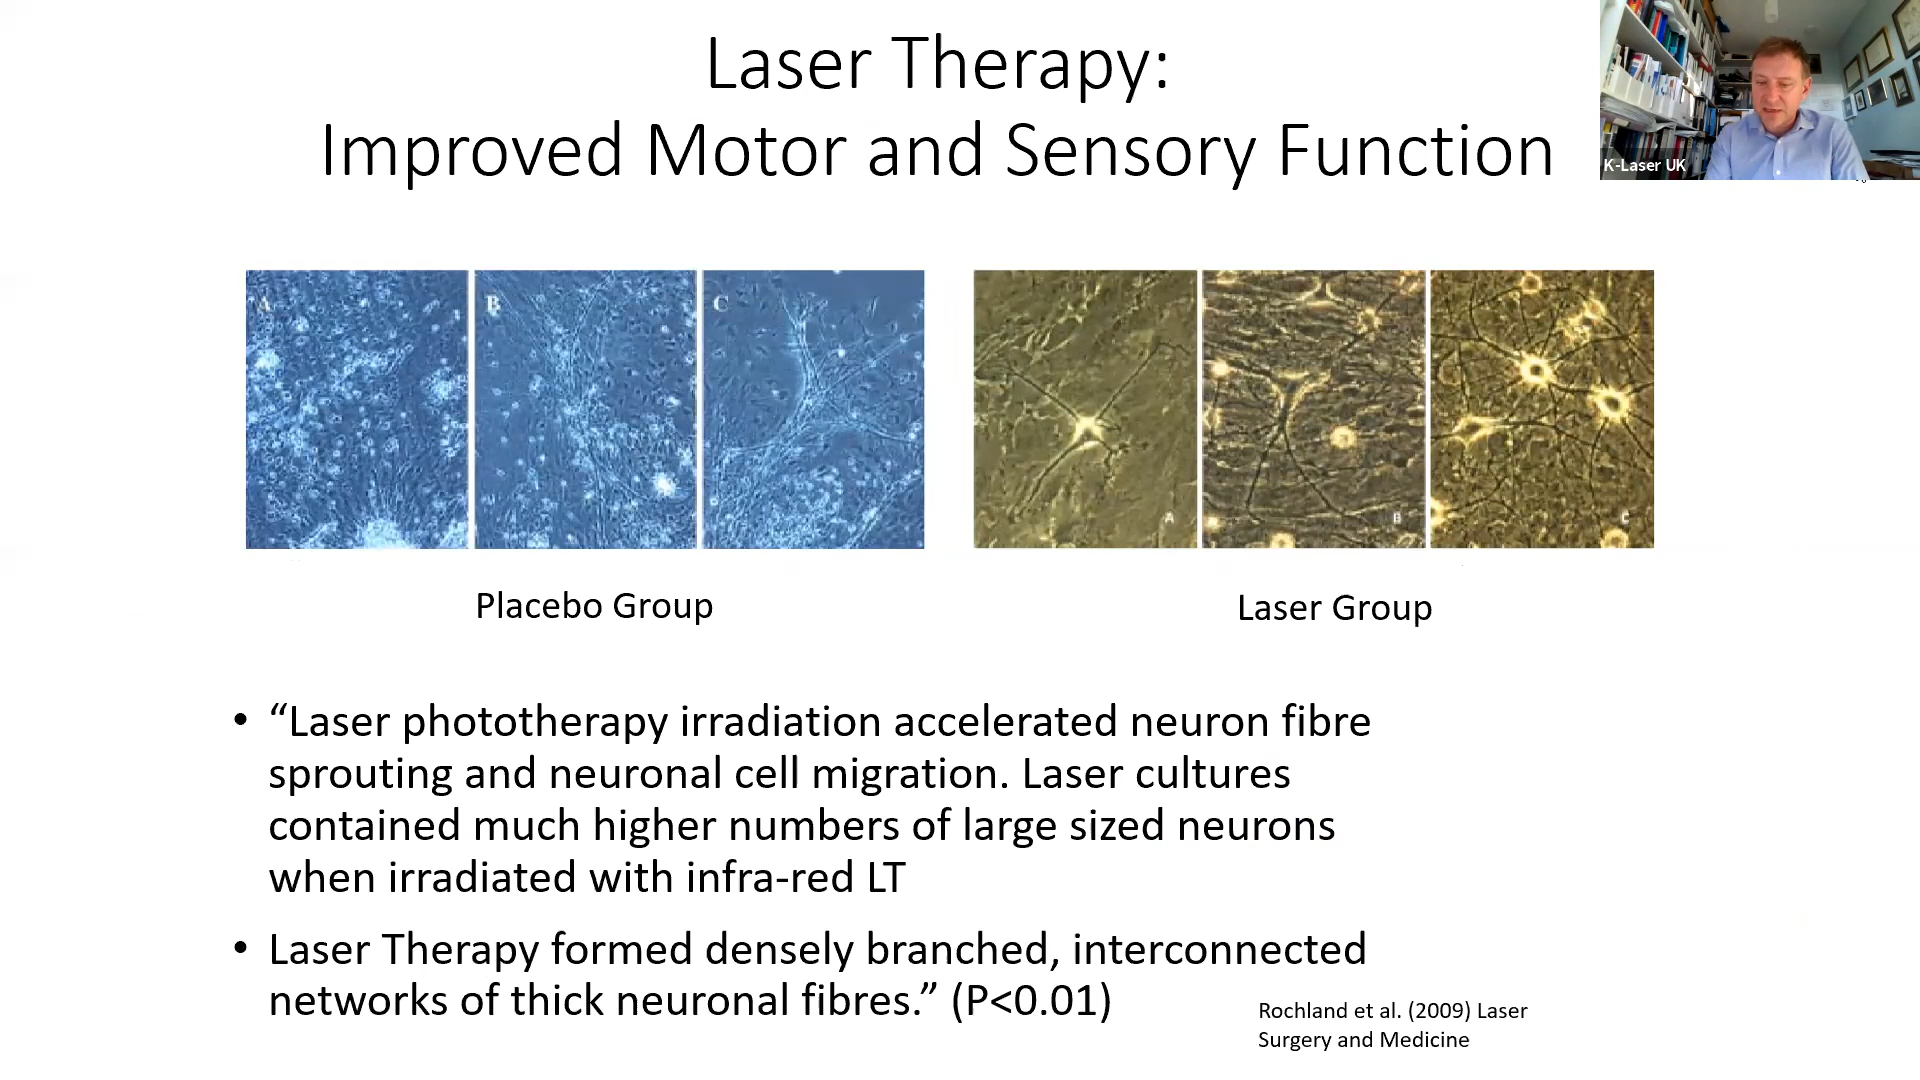 Laser Therapy:
Improved Motor and Sensory Function
K-Laser UK
A
B
C
A
B
C
Placebo Group
Laser Group
• “Laser phototherapy irradiation accelerated neuron fibre
sprouting and neuronal cell migration. Laser cultures
contained much higher numbers of large sized neurons
when irradiated with infra-red LT
• Laser Therapy formed densely branched, interconnected
networks of thick neuronal fibres.” (P<0.01)
Rochland et al. (2009) Laser
Surgery and Medicine